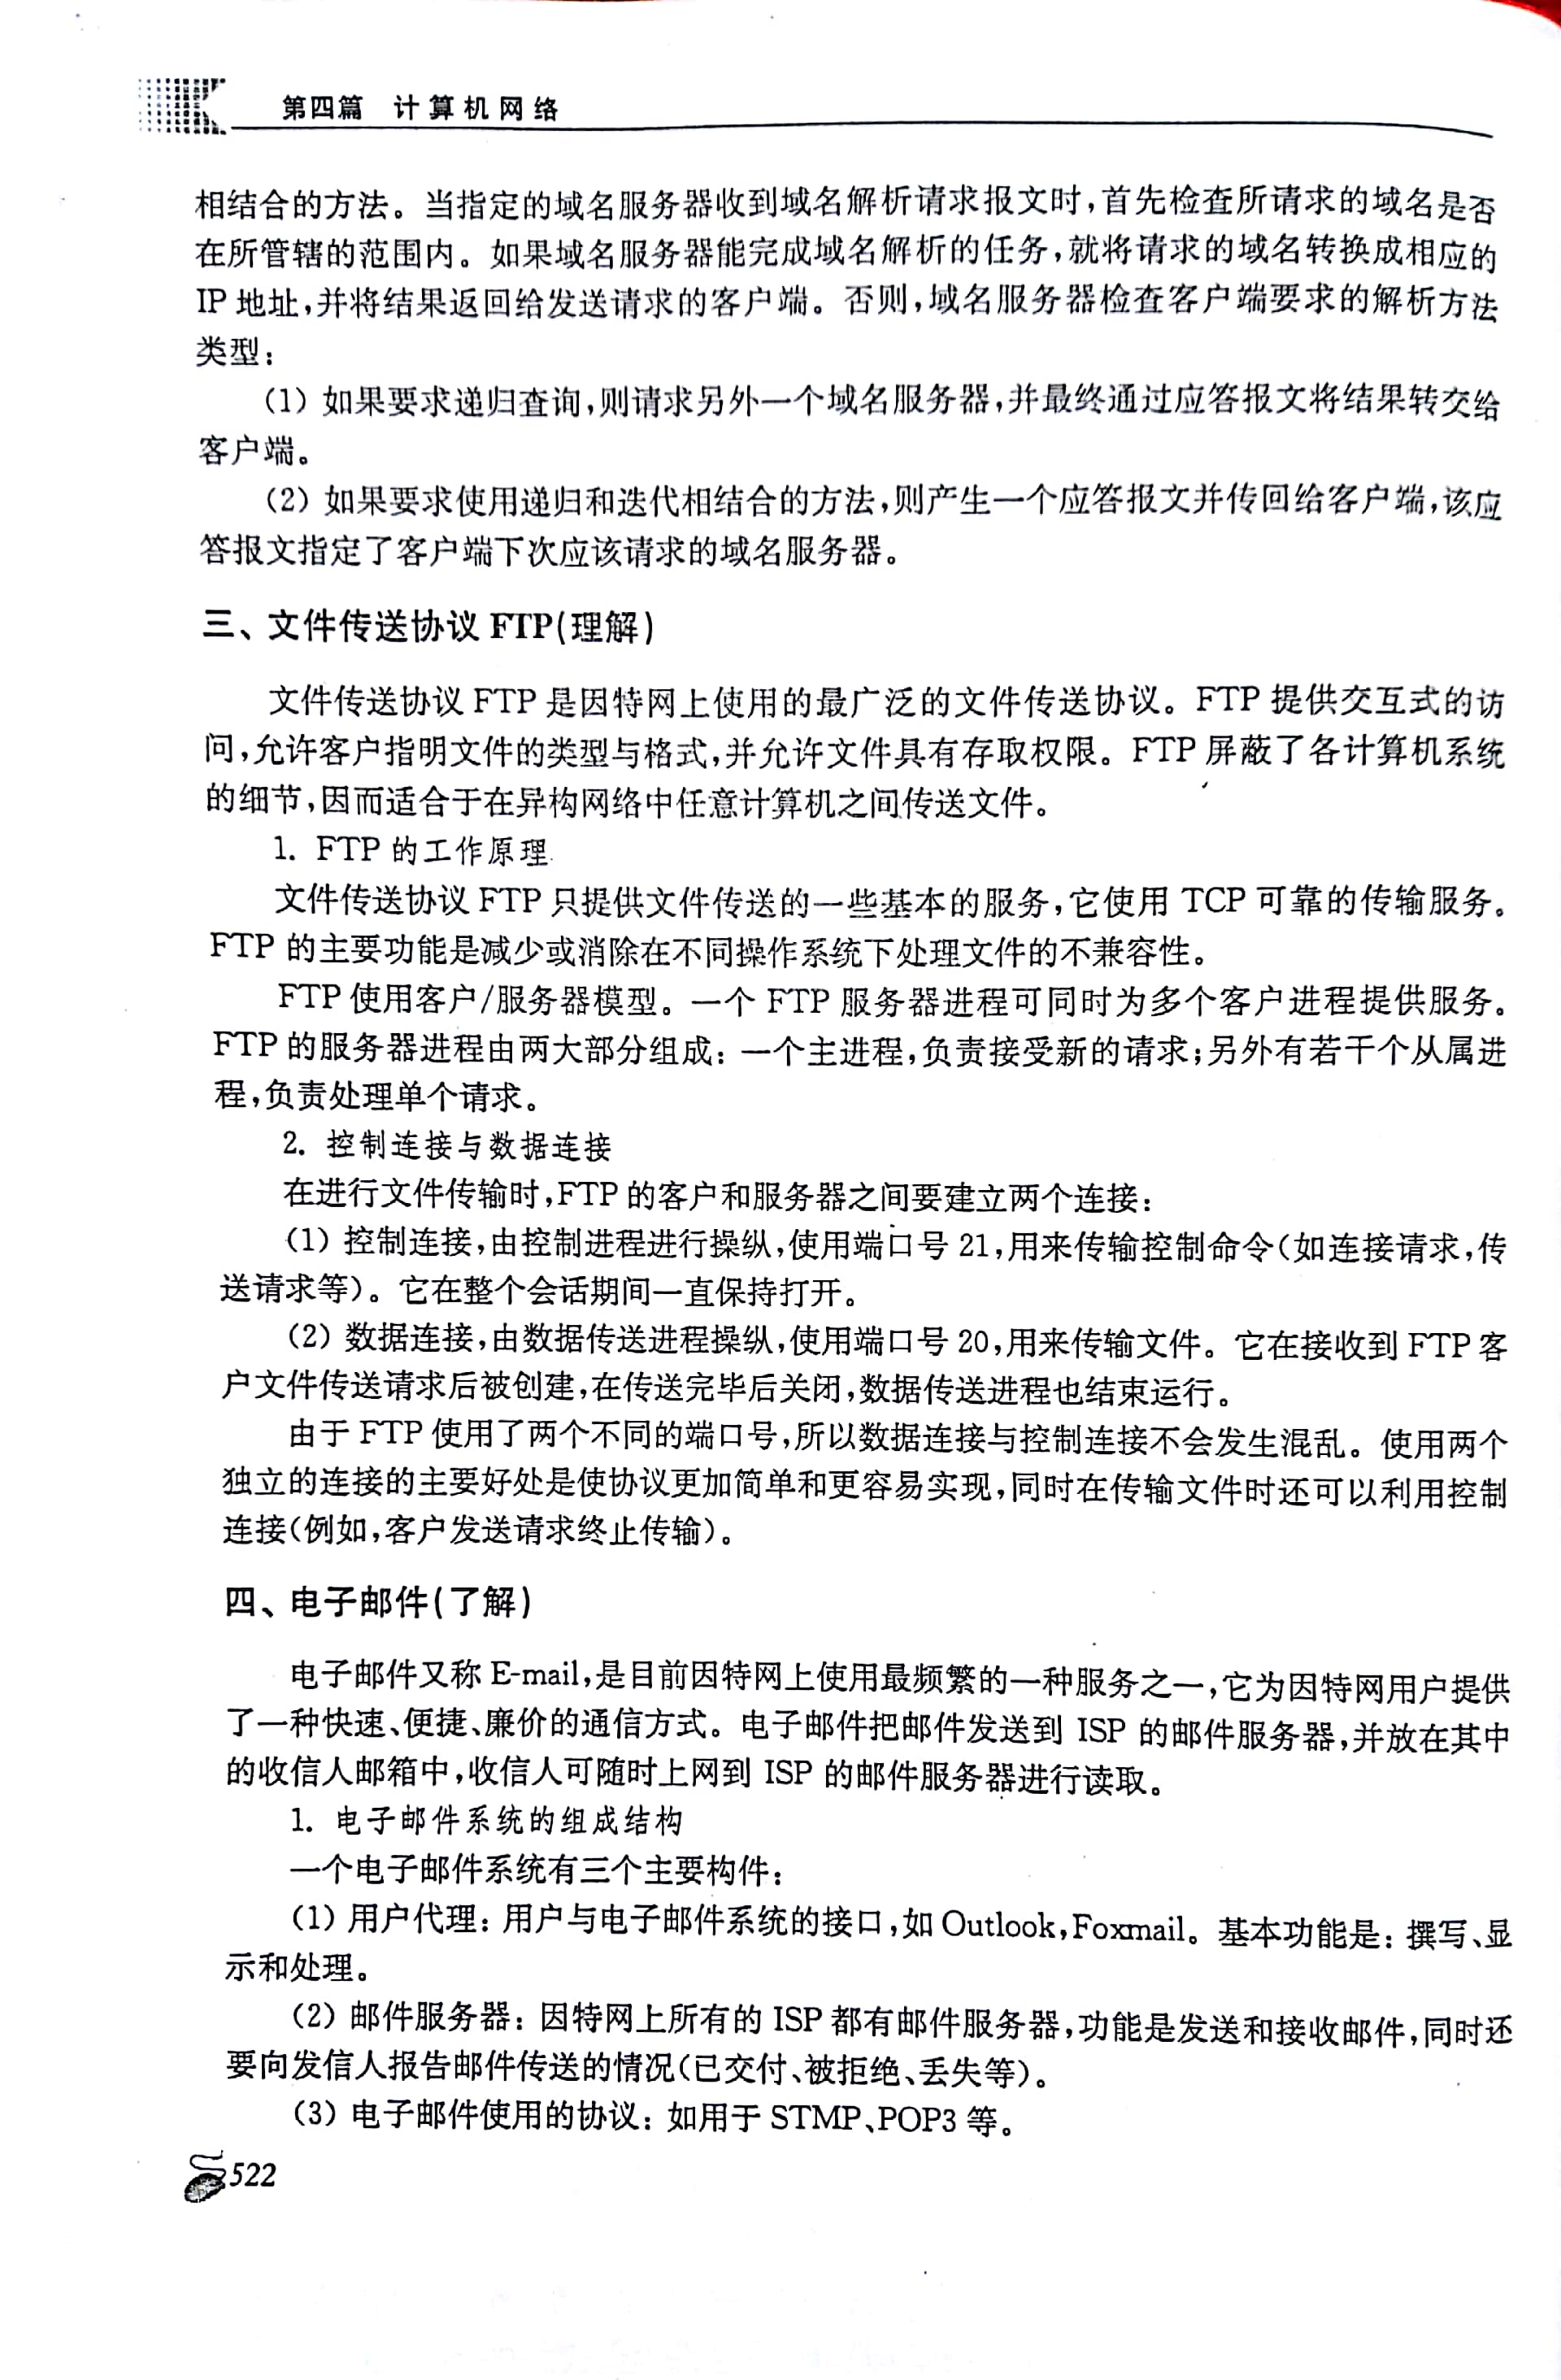 第四篇 计算机网络
相结合的方法。当指定的域名服务器收到域名解析请求报文时,首先检查所请求的域名是否
在所管辖的范围内。如果域名服务器能完成域名解析的任务,就将请求的域名转换成相应的
IP 地址,并将结果返回给发送请求的客户端。否则,域名服务器检查客户端要求的解析方法
类型:
(1) 如果要求递归查询,则请求另外一个域名服务器,并最终通过应答报文将结果转交给
客户端。
(2) 如果要求使用递归和迭代相结合的方法,则产生一个应答报文并传回给客户端,该应
答报文指定了客户端下次应该请求的域名服务器。
三、文件传送协议 FTP(理解)
文件传送协议 FTP 是因特网上使用的最广泛的文件传送协议。FTP 提供交互式的访
问,允许客户指明文件的类型与格式,并允许文件具有存取权限。FTP 屏蔽了各计算机系统
的细节,因而适合于在异构网络中任意计算机之间传送文件。
1. FTP 的工作原理
文件传送协议 FTP 只提供文件传送的一些基本的服务,它使用 TCP 可靠的传输服务。
FTP 的主要功能是减少或消除在不同操作系统下处理文件的不兼容性。
FTP 使用客户/服务器模型。一个 FTP 服务器进程可同时为多个客户进程提供服务。
FTP 的服务器进程由两大部分组成: 一个主进程,负责接受新的请求;另外有若干个从属进
程,负责处理单个请求。
2. 控制连接与数据连接
在进行文件传输时,FTP 的客户和服务器之间要建立两个连接:
(1) 控制连接,由控制进程进行操纵,使用端口号 21,用来传输控制命令(如连接请求,传
送请求等)。它在整个会话期间一直保持打开。
(2) 数据连接,由数据传送进程操纵,使用端口号 20,用来传输文件。它在接收到 FTP 客
户文件传送请求后被创建,在传送完毕后关闭,数据传送进程也结束运行。
由于 FTP 使用了两个不同的端口号,所以数据连接与控制连接不会发生混乱。使用两个
独立的连接的主要好处是使协议更加简单和更容易实现,同时在传输文件时还可以利用控制
连接(例如,客户发送请求终止传输)。
四、电子邮件(了解)
电子邮件又称 E-mail,是目前因特网上使用最频繁的一种服务之一,它为因特网用户提供
了一种快速、便捷、廉价的通信方式。电子邮件把邮件发送到 ISP 的邮件服务器,并放在其中
的收信人邮箱中,收信人可随时上网到 ISP 的邮件服务器进行读取。
1. 电子邮件系统的组成结构
一个电子邮件系统有三个主要构件:
(1) 用户代理: 用户与电子邮件系统的接口,如 Outlook,Foxmail。基本功能是: 撰写、显
示和处理。
(2) 邮件服务器: 因特网上所有的 ISP 都有邮件服务器,功能是发送和接收邮件,同时还
要向发信人报告邮件传送的情况(已交付、被拒绝、丢失等)。
(3) 电子邮件使用的协议: 如用于 STMP、POP3 等。
522